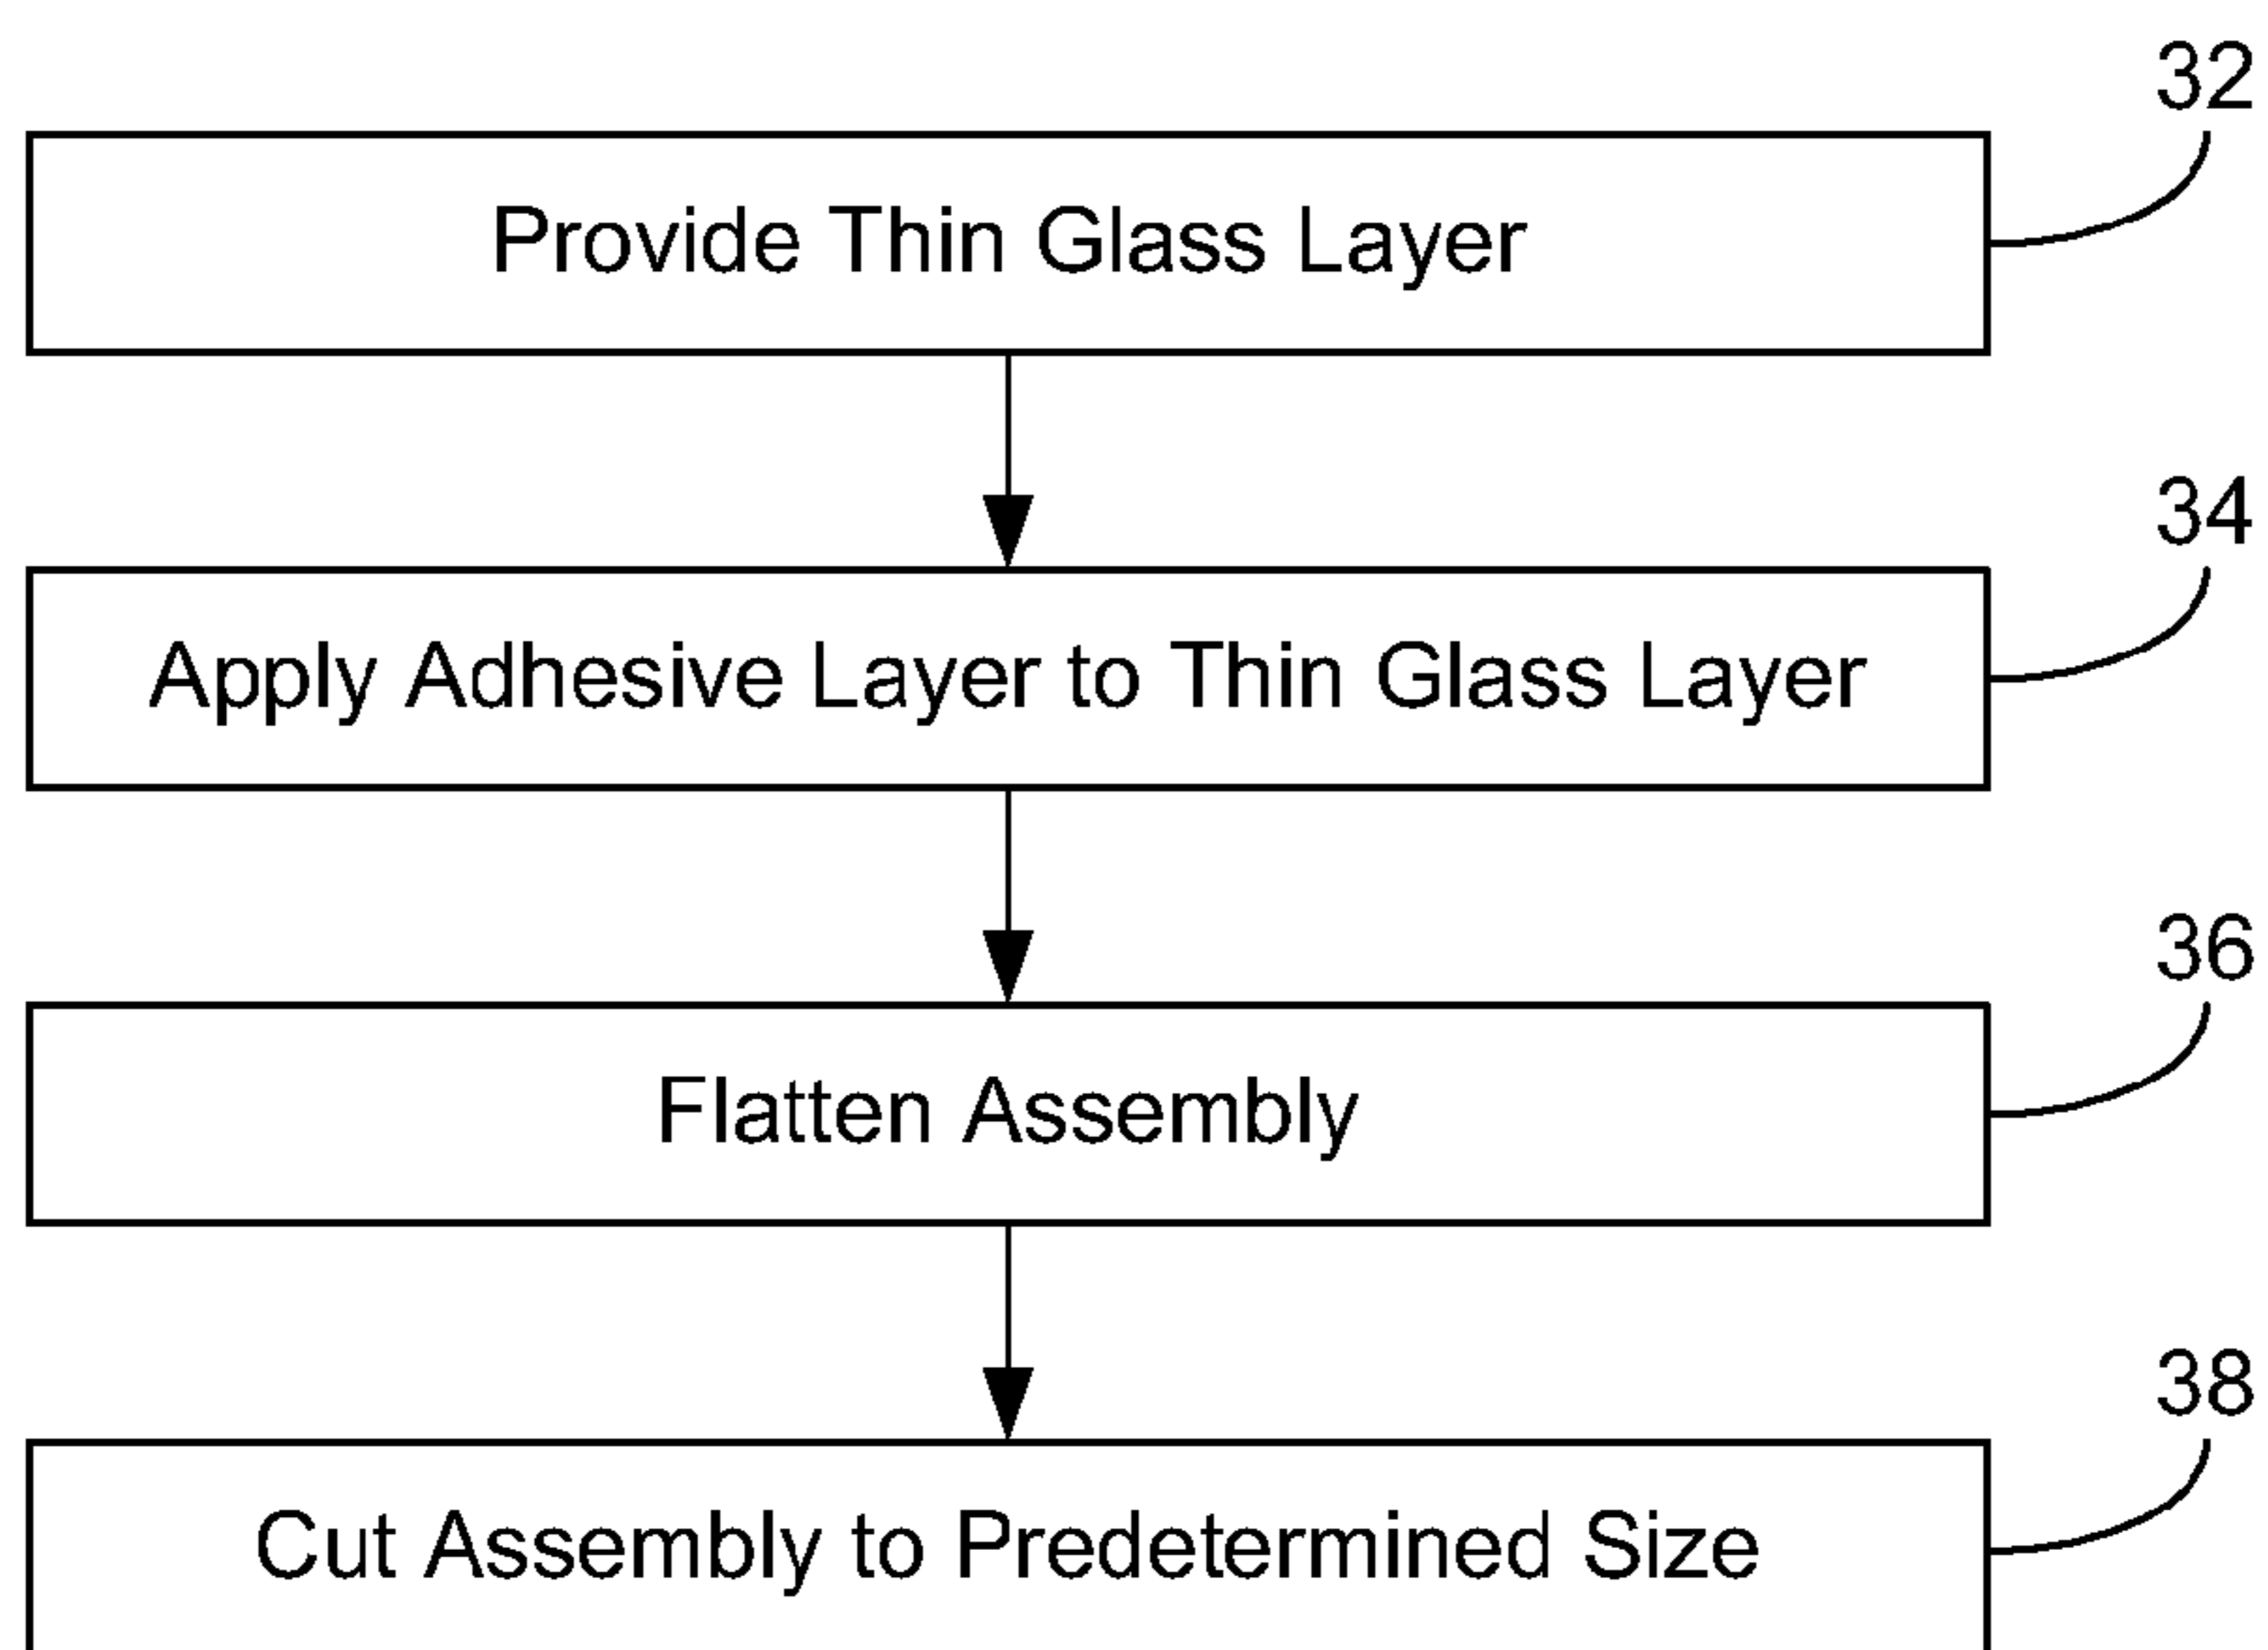 32
Provide Thin Glass Layer
34
Apply Adhesive Layer to Thin Glass Layer
36
Flatten Assembly
38
Cut Assembly to Predetermined Size